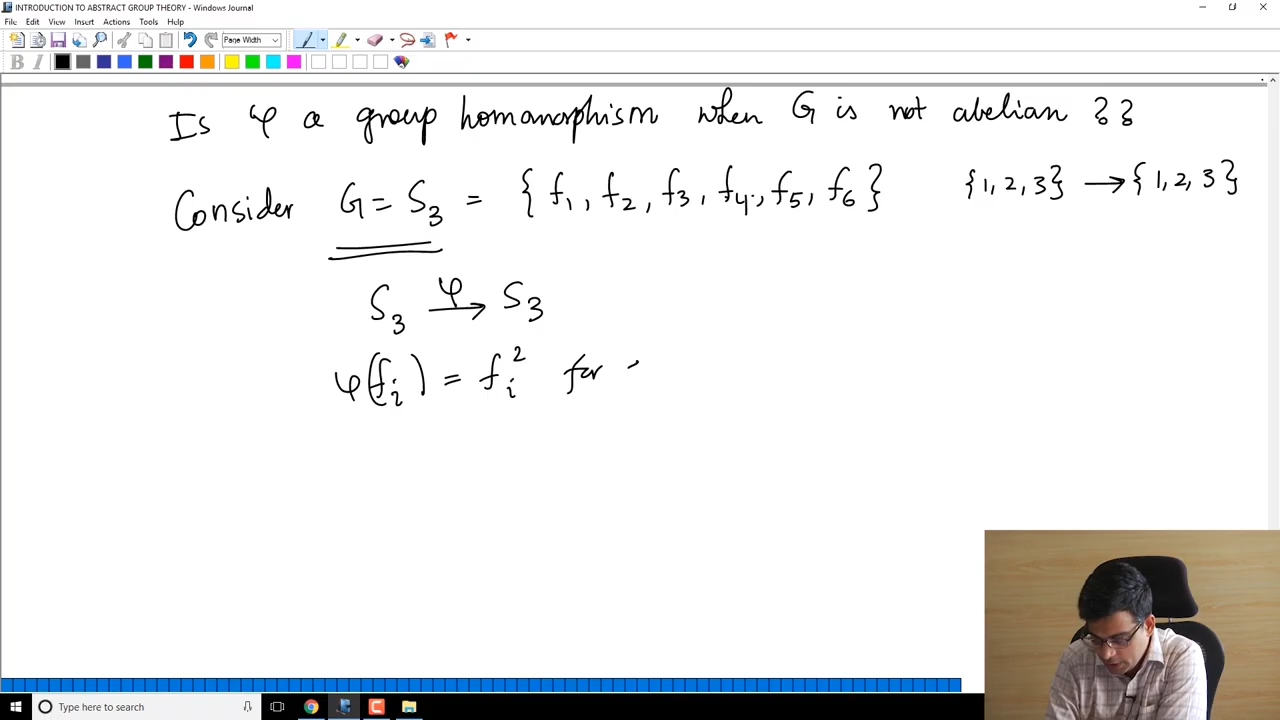 INTRODUCTION TO ABSTRACT GROUP THEORY - Windows Journal
File Edit View Insert Actions Tools Help
Page Width
B I
Is φ a group homomorphism when G is not abelian ??
Consider G = S₃ = { f₁, f₂, f₃, f₄, f₅, f₆ } {1, 2, 3} → {1, 2, 3}
S₃ φ→ S₃
φ(fᵢ) = fᵢ² for
Type here to search